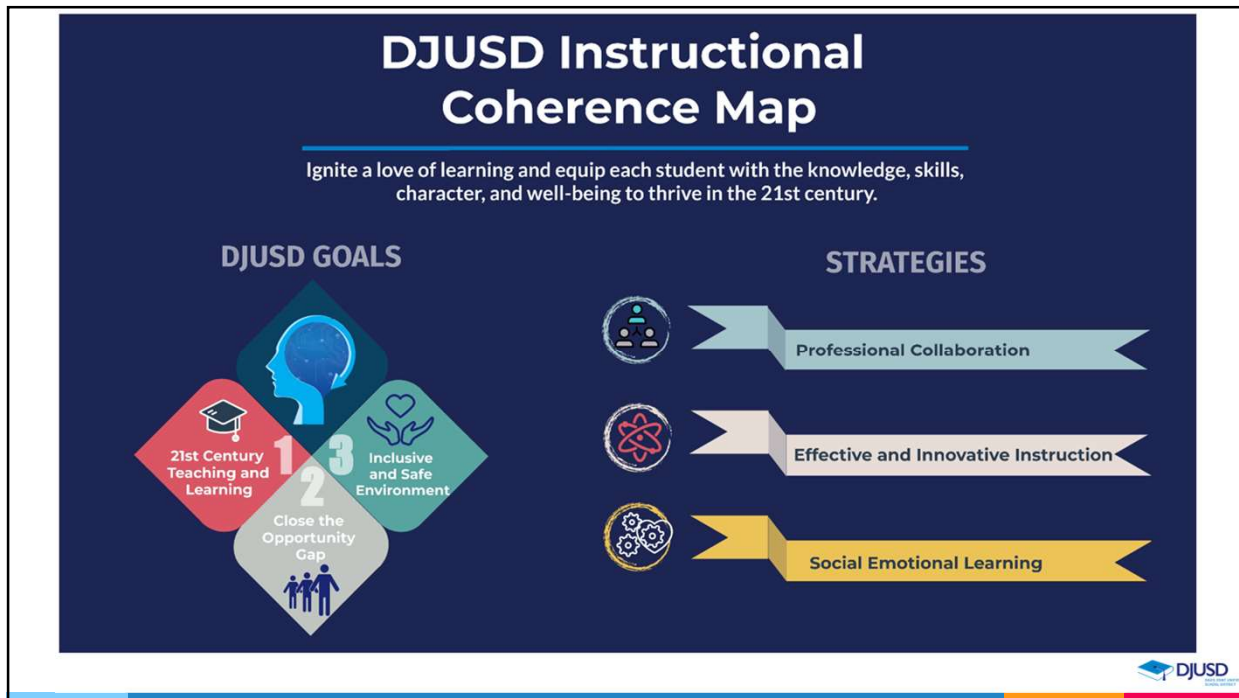 DJUSD Instructional
Coherence Map
Ignite a love of learning and equip each student with the knowledge, skills,
character, and well-being to thrive in the 21st century.
DJUSD GOALS
1
21st Century
Teaching and
Learning
2
Close the
Opportunity
Gap
3
Inclusive
and Safe
Environment
STRATEGIES
Professional Collaboration
Effective and Innovative Instruction
Social Emotional Learning
DJUSD